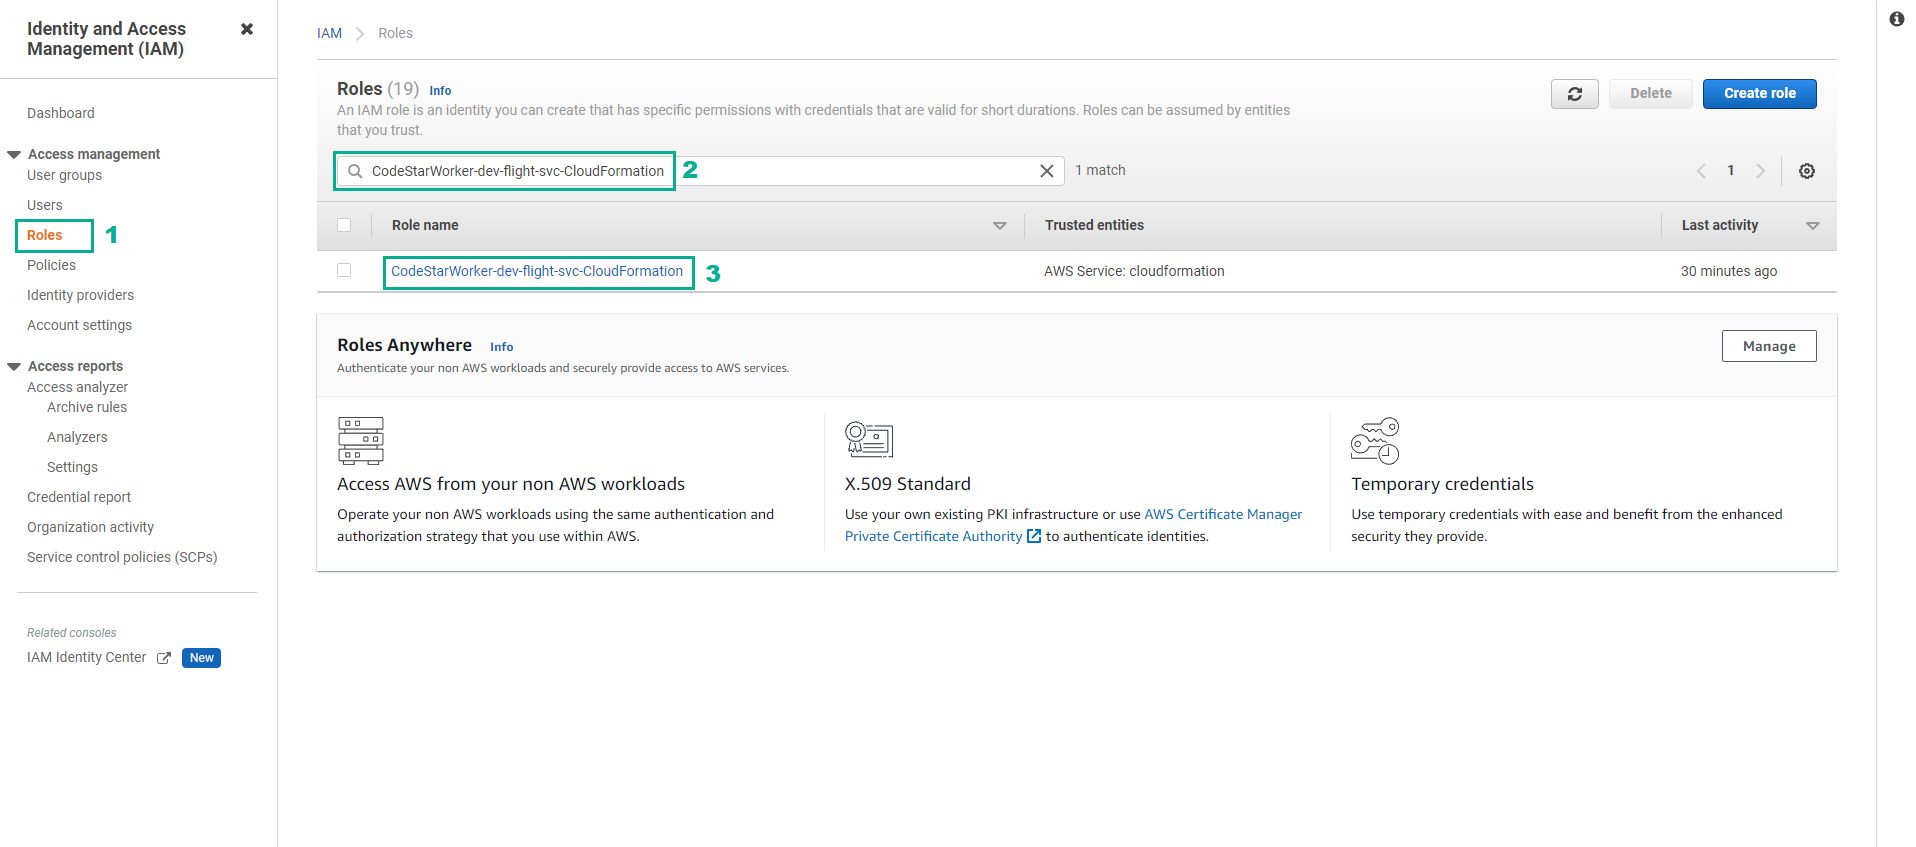 Identity and Access
Management (IAM)
Dashboard
Access management
User groups
Users
Roles
1
Policies
Identity providers
Account settings
Access reports
Access analyzer
Archive rules
Analyzers
Settings
Credential report
Organization activity
Service control policies (SCPs)
Related consoles
IAM Identity Center New
IAM Roles
Roles (19) Info
An IAM role is an identity you can create that has specific permissions with credentials that are valid for short durations. Roles can be assumed by entities
that you trust.
Delete
Create role
CodeStarWorker-dev-flight-svc-CloudFormation
2
1 match
1
Role name Trusted entities Last activity
CodeStarWorker-dev-flight-svc-CloudFormation 3 AWS Service: cloudformation 30 minutes ago
Roles Anywhere Info
Authenticate your non AWS workloads and securely provide access to AWS services.
Manage
Access AWS from your non AWS workloads
Operate your non AWS workloads using the same authentication and
authorization strategy that you use within AWS.
X.509 Standard
Use your own existing PKI infrastructure or use AWS Certificate Manager
Private Certificate Authority to authenticate identities.
Temporary credentials
Use temporary credentials with ease and benefit from the enhanced
security they provide.